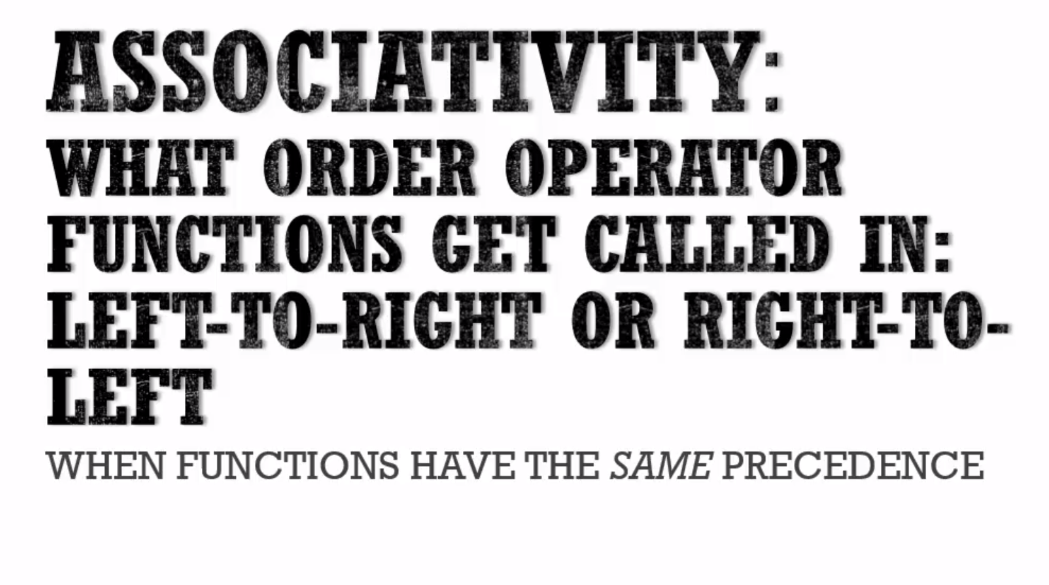 ASSOCIATIVITY:
WHAT ORDER OPERATOR
FUNCTIONS GET CALLED IN:
LEFT-TO-RIGHT OR RIGHT-TO-
LEFT
WHEN FUNCTIONS HAVE THE SAME PRECEDENCE